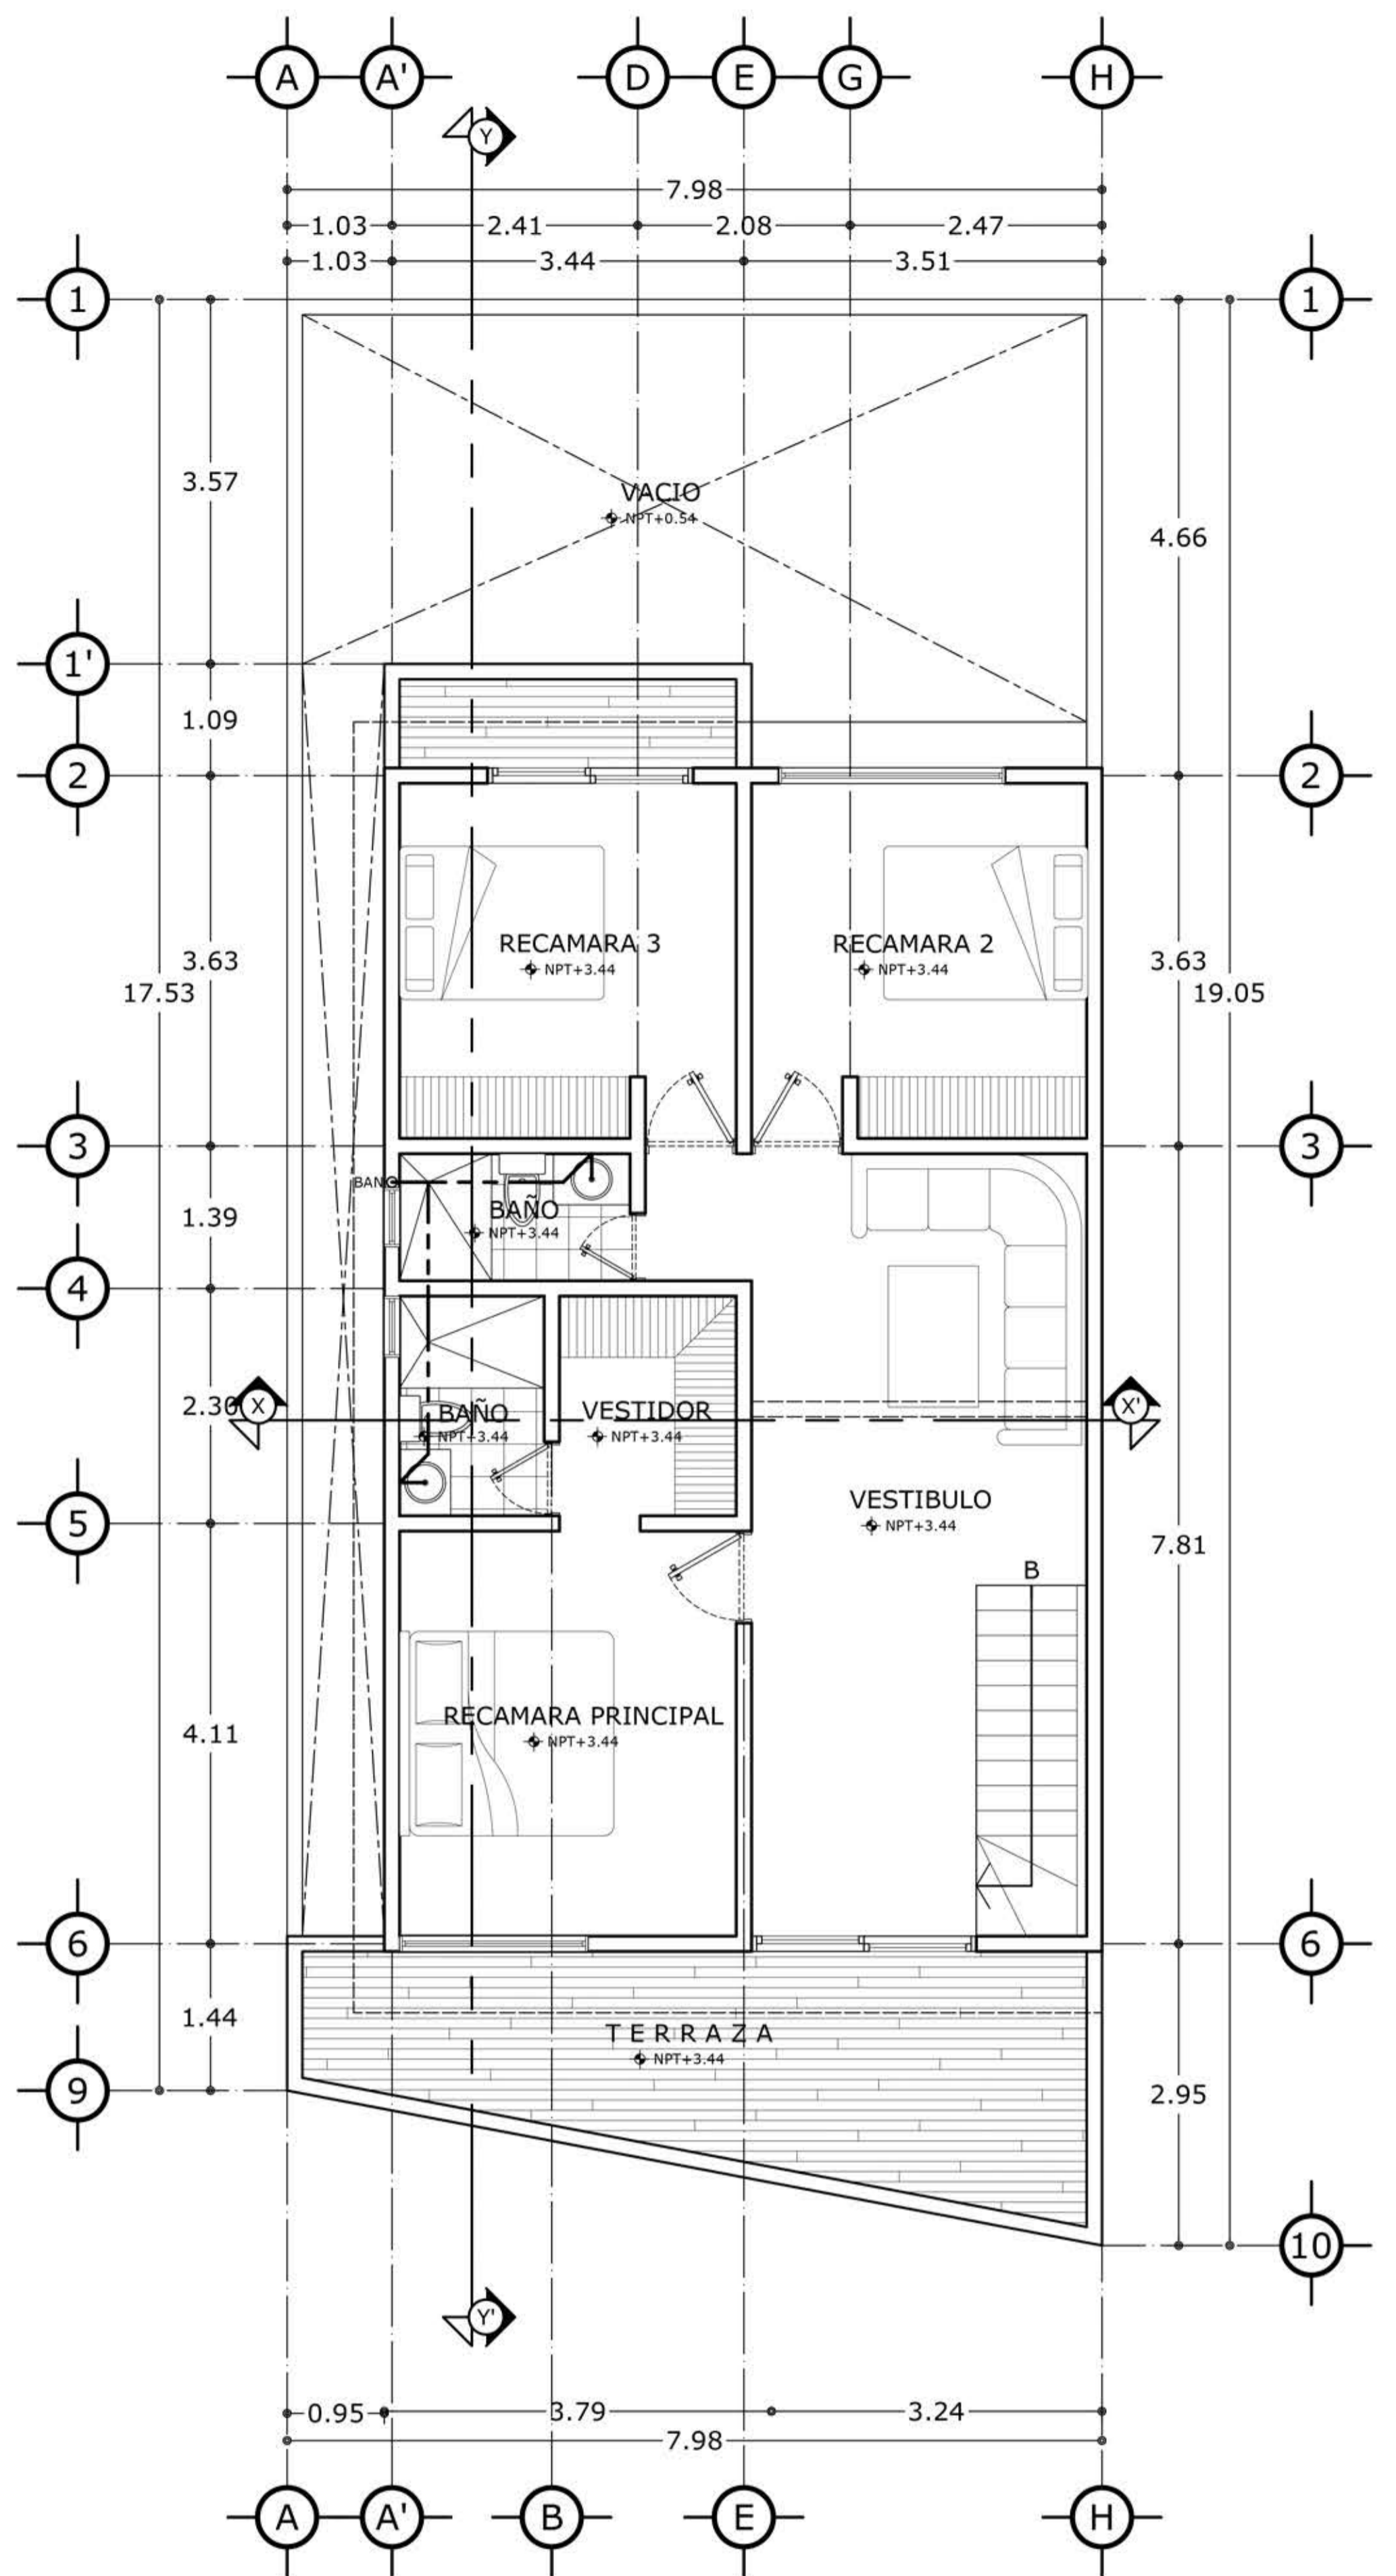 A A' D E G H
Y
7.98
1.03 2.41 2.08 2.47
1.03 3.44 3.51
1 1
3.57
VACIO
NPT+0.54
4.66
1'
1.09
2 2
RECAMARA 3 RECAMARA 2
NPT+3.44 NPT+3.44
3.63 3.63
17.53 19.05
3 3
BANO
BAÑO
NPT+3.44
1.39
4
2.30 X X'
BAÑO VESTIDOR
NPT+3.44 NPT+3.44
VESTIBULO
NPT+3.44
5
7.81
B
RECAMARA PRINCIPAL
NPT+3.44
4.11
6 6
1.44
TERRAZA
NPT+3.44
9
2.95
10
Y'
0.95 3.79 3.24
7.98
A A' B E H